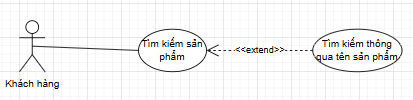 Khách hàng
Tìm kiếm sản
phẩm
<<extend>>
Tìm kiếm thông
qua tên sản phẩm